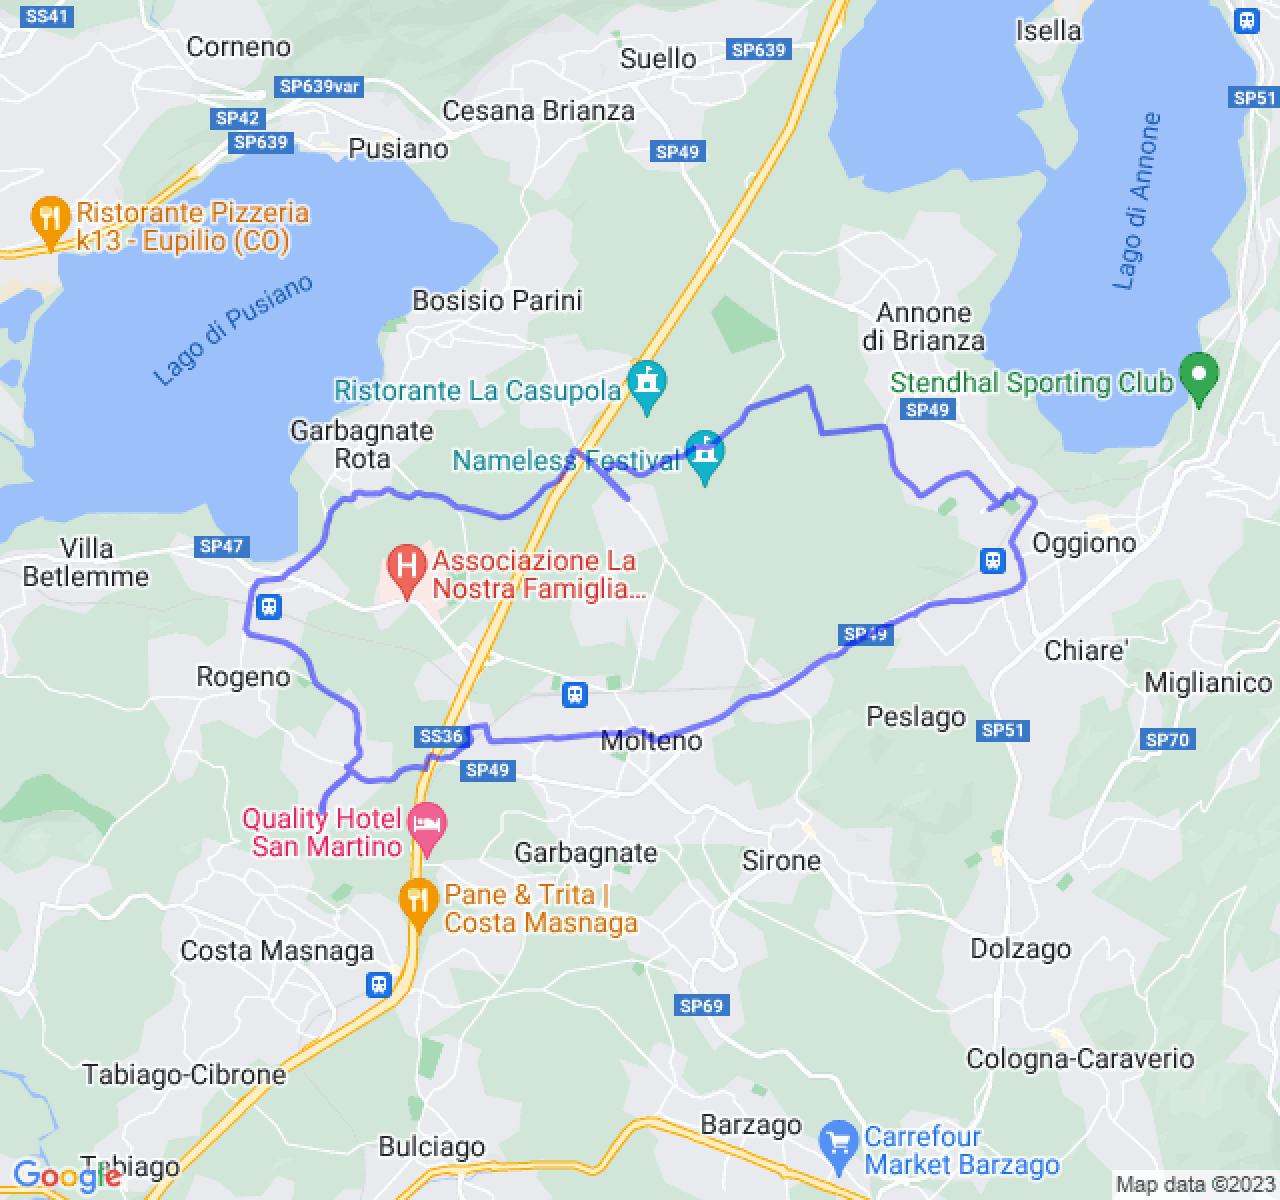 SS41
Corneno
Isella
Suello
SP639
SP639var
SP51
SP42
Cesana Brianza
SP639
Pusiano
SP49
Lago di Annone
Ristorante Pizzeria
k13 - Eupilio (CO)
Lago di Pusiano
Bosisio Parini
Annone
di Brianza
Ristorante La Casupola
Stendhal Sporting Club
SP49
Garbagnate
Rota
Nameless Festival
Villa
Betlemme
SP47
Oggiono
Associazione La
Nostra Famiglia...
SP49
Chiare'
Rogeno
Miglianico
Peslago
SS36
Molteno
SP51
SP70
SP49
Quality Hotel
San Martino
Garbagnate
Sirone
Pane & Trita |
Costa Masnaga
Costa Masnaga
Dolzago
SP69
Tabiago-Cibrone
Cologna-Caraverio
Barzago
Bulciago
Carrefour
Market Barzago
Tabiago
Google
Map data ©2023